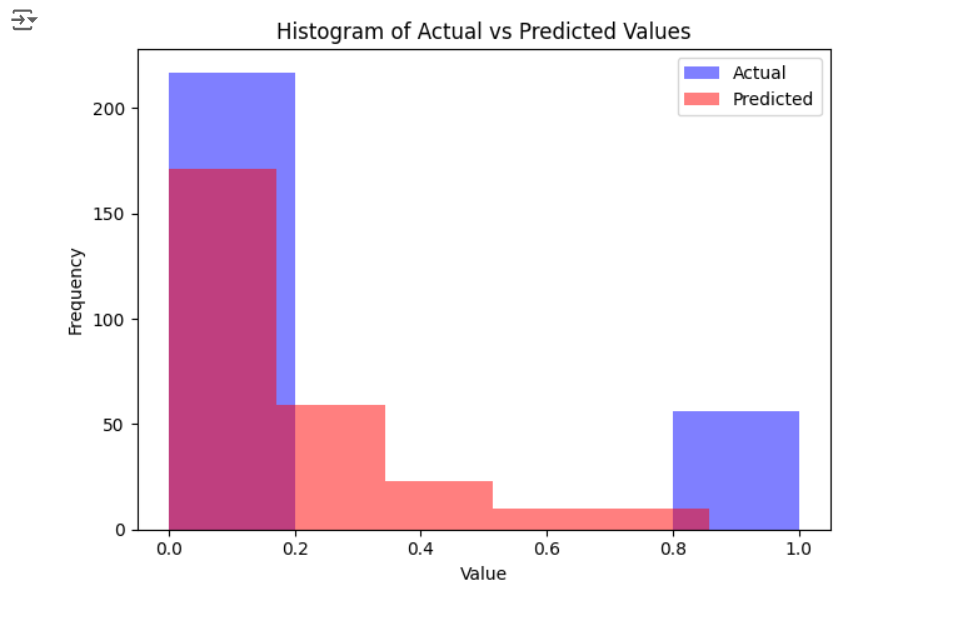 Histogram of Actual vs Predicted Values
Actual
Predicted
200
150
100
50
0
Frequency
0.0 0.2 0.4 0.6 0.8 1.0
Value